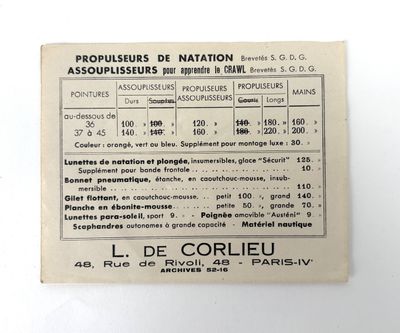 PROPULSEURS DE NATATION Brevetés S. G. D. G.
ASSOUPLISSEURS pour apprendre le CRAWL Brevetés S. G. D. G.
POINTURES ASSOUPLISSEURS PROPULSEURS ASSOUPLISSEURS PROPULSEURS MAINS
Durs Souples Courts Longs
au-dessous de
36 100. » 100. » 120. » 140. » 180. » 160. »
37 à 45 140. » 140. » 160. » 180. » 220. » 200. »
Couleur : orangé, vert ou bleu. Supplément pour montage luxe : 30. .
Lunettes de natation et plongée, insumersibles, glace "Sécurit" 125.
Supplément pour bande frontale 10.
Bonnet pneumatique, étanche, en caoutchouc-mousse, insub-
mersible 110.
Gilet flottant, en caoutchouc-mousse. . petit 100. », grand 140.
Planche en ébonite-mousse petite 50. », grande 70.
Lunettes para-soleil, sport 9. - Poignée amovible "Austéni" 9.
Scaphandres autonomes à grande capacité - Matériel nautique
L. DE CORLIEU
48, Rue de Rivoli, 48 - PARIS-IV
ARCHIVES 52-16